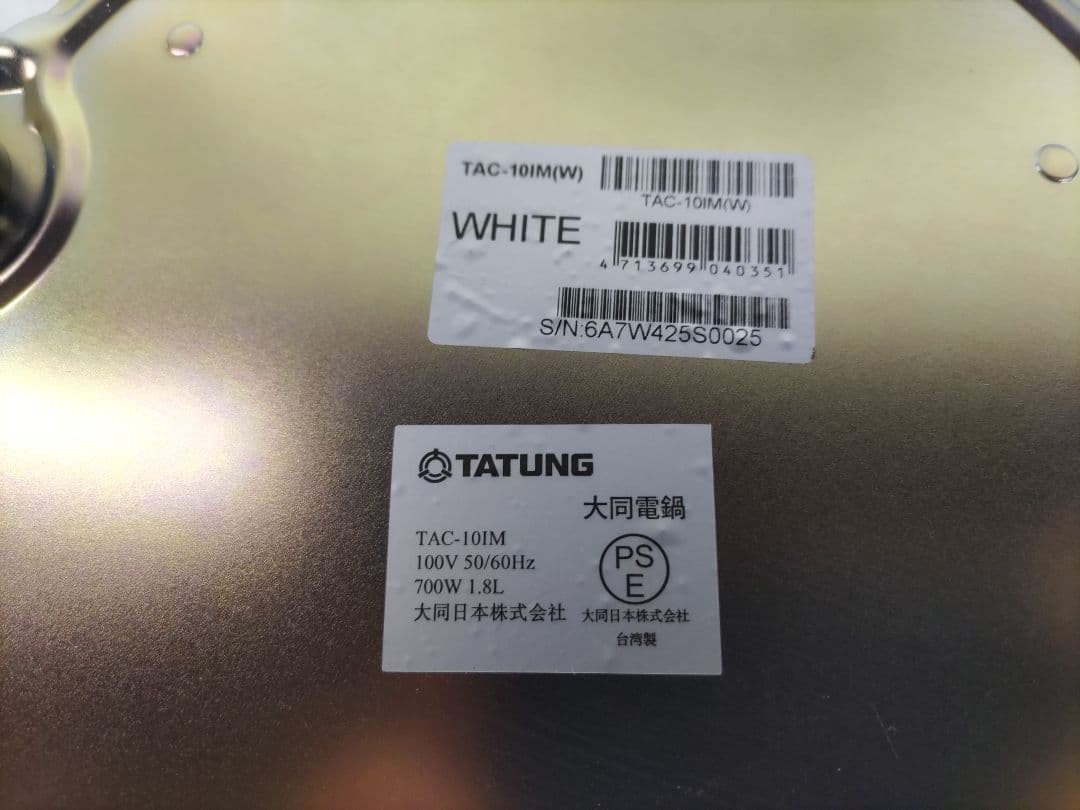 TAC-10IM(W)
TAC-10IM(W)
WHITE
4 713699 040351
S/N:6A7W425S0025
TATUNG
大同電鍋
TAC-10IM
100V 50/60Hz
700W 1.8L
大同日本株式会社
PS
E
大同日本株式会社
台湾製